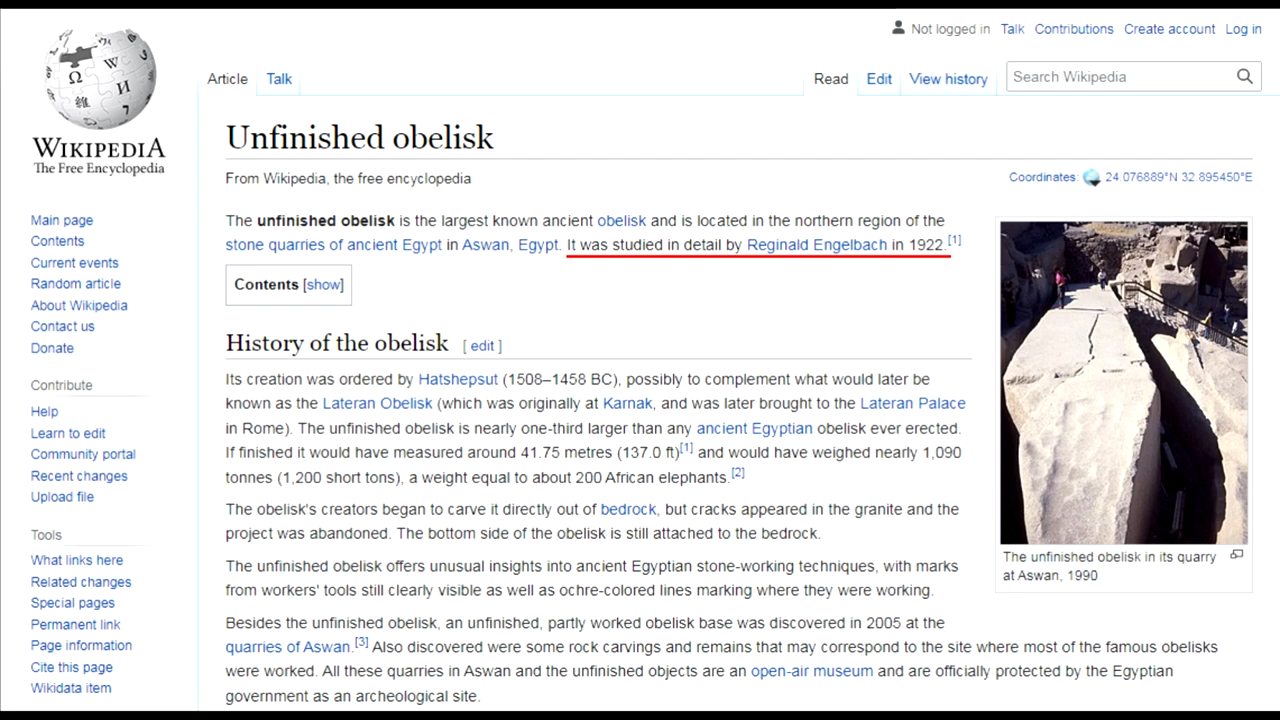 Not logged in Talk Contributions Create account Log in
Article Talk Read Edit View history Search Wikipedia
WIKIPEDIA
The Free Encyclopedia
Main page
Contents
Current events
Random article
About Wikipedia
Contact us
Donate
Contribute
Help
Learn to edit
Community portal
Recent changes
Upload file
Tools
What links here
Related changes
Special pages
Permanent link
Page information
Cite this page
Wikidata item
Unfinished obelisk
From Wikipedia, the free encyclopedia
Coordinates: 24.076889°N 32.895450°E
The unfinished obelisk is the largest known ancient obelisk and is located in the northern region of the
stone quarries of ancient Egypt in Aswan, Egypt. It was studied in detail by Reginald Engelbach in 1922.[1]
Contents [show]
History of the obelisk [ edit ]
Its creation was ordered by Hatshepsut (1508–1458 BC), possibly to complement what would later be
known as the Lateran Obelisk (which was originally at Karnak, and was later brought to the Lateran Palace
in Rome). The unfinished obelisk is nearly one-third larger than any ancient Egyptian obelisk ever erected.
If finished it would have measured around 41.75 metres (137.0 ft)[1] and would have weighed nearly 1,090
tonnes (1,200 short tons), a weight equal to about 200 African elephants.[2]
The obelisk's creators began to carve it directly out of bedrock, but cracks appeared in the granite and the
project was abandoned. The bottom side of the obelisk is still attached to the bedrock.
The unfinished obelisk offers unusual insights into ancient Egyptian stone-working techniques, with marks
from workers' tools still clearly visible as well as ochre-colored lines marking where they were working.
Besides the unfinished obelisk, an unfinished, partly worked obelisk base was discovered in 2005 at the
quarries of Aswan.[3] Also discovered were some rock carvings and remains that may correspond to the site where most of the famous obelisks
were worked. All these quarries in Aswan and the unfinished objects are an open-air museum and are officially protected by the Egyptian
government as an archeological site.
The unfinished obelisk in its quarry
at Aswan, 1990